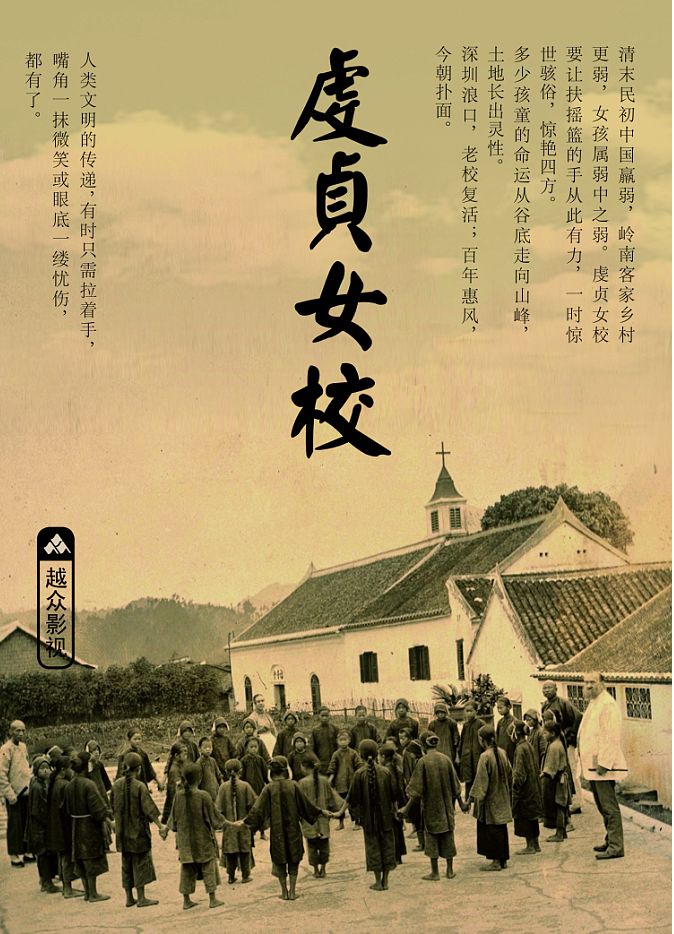 清末民初中国羸弱，岭南客家乡村
更弱，女孩属弱中之弱。虔贞女校
要让扶摇篮的手从此有力，一时惊
世骇俗，惊艳四方。
多少孩童的命运从谷底走向山峰，
土地长出灵性。
深圳浪口，老校复活；百年惠风，
今朝扑面。
虔貞女校
人类文明的传递，有时只需拉着手，
嘴角一抹微笑或眼底一缕忧伤，
都有了。
越众影视